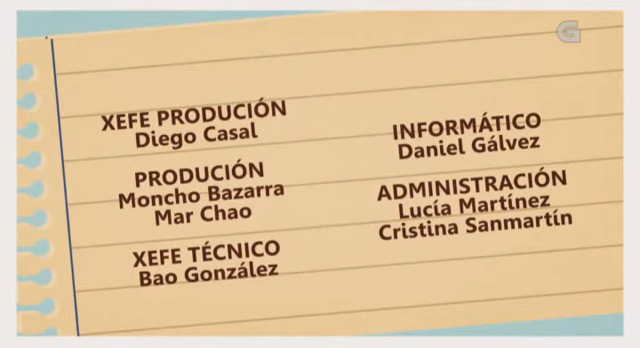 XEFE PRODUCIÓN
Diego Casal
PRODUCIÓN
Moncho Bazarra
Mar Chao
XEFE TÉCNICO
Bao González
INFORMÁTICO
Daniel Gálvez
ADMINISTRACIÓN
Lucía Martínez
Cristina Sanmartín